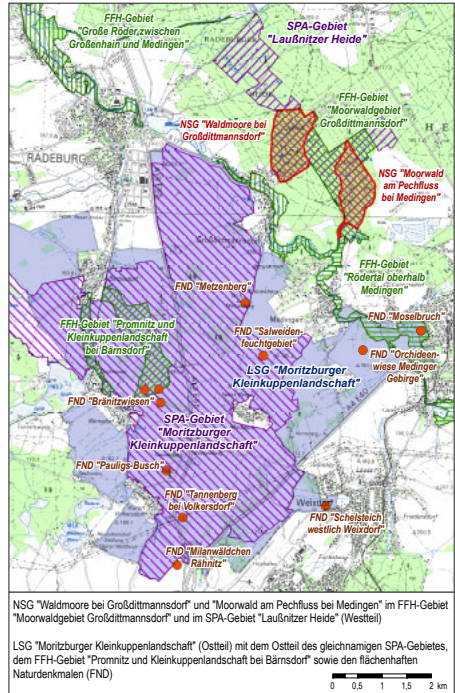 FFH-Gebiet
"Große Röder zwischen
Großenhain und Medingen"
SPA-Gebiet
"Laußnitzer Heide"
RADEBURG
NSG "Waldmoore bei
Großdittmannsdorf"
FFH-Gebiet
"Moorwaldgebiet
Großdittmannsdorf"
NSG "Moorwald
am Pechfluss
bei Medingen"
FFH-Gebiet
"Rödertal oberhalb
Medingen"
FND "Metzenberg"
FND "Moselbruch"
FFH-Gebiet "Promnitz und
Kleinkuppenlandschaft
bei Bärnsdorf"
FND "Salweiden-
feuchtgebiet"
FND "Orchideen-
wiese Medinger
Gebirge"
LSG "Moritzburger
Kleinkuppenlandschaft"
FND "Bränitzwiesen"
SPA-Gebiet
"Moritzburger
Kleinkuppenlandschaft"
FND "Pauligs-Busch"
FND "Tannenberg
bei Volkersdorf"
Weixdorf
FND "Schelsteich
westlich Weixdorf"
FND "Milanwäldchen
Rähnitz"
NSG "Waldmoore bei Großdittmannsdorf" und "Moorwald am Pechfluss bei Medingen" im FFH-Gebiet
"Moorwaldgebiet Großdittmannsdorf" und im SPA-Gebiet "Laußnitzer Heide" (Westteil)
LSG "Moritzburger Kleinkuppenlandschaft" (Ostteil) mit dem Ostteil des gleichnamigen SPA-Gebietes,
dem FFH-Gebiet "Promnitz und Kleinkuppenlandschaft bei Bärnsdorf" sowie den flächenhaften
Naturdenkmalen (FND)
0 0,5 1 2 km